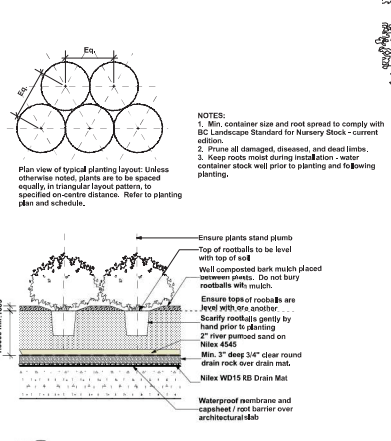 Eq.
Eq.
Plan view of typical planting layout: Unless
otherwise noted, plants are to be spaced
equally, in triangular layout pattern, to
specified on-centre distance. Refer to planting
plan and schedule.
NOTES:
1. Min. container size and root spread to comply with
BC Landscape Standard for Nursery Stock - current
edition.
2. Prune all damaged, diseased, and dead limbs.
3. Keep roots moist during installation - water
container stock well prior to planting and following
planting.
Ensure plants stand plumb
Top of rootballs to be level
with top of soil
Well composted bark mulch placed
between plants. Do not bury
rootballs with mulch.
Ensure tops of rooballs are
level with one another
Scarify rootballs gently by
hand prior to planting
2" river pumped sand on
Nilex 4545
Min. 3" deep 3/4" clear round
drain rock over drain mat.
Nilex WD15 RB Drain Mat
Waterproof membrane and
capsheet / root barrier over
architectural slab